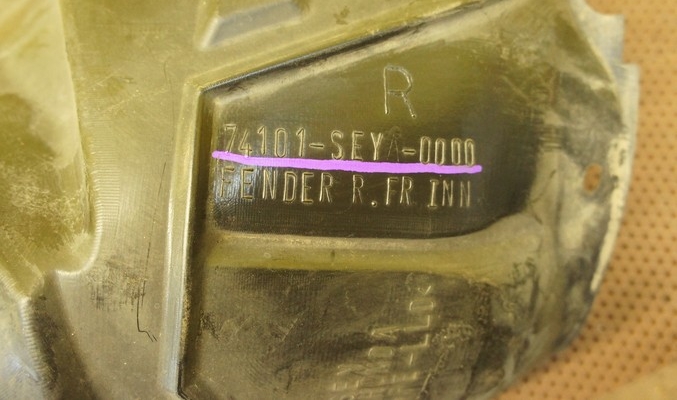 R
74101-SEYA-0000
FENDER R.FR INN